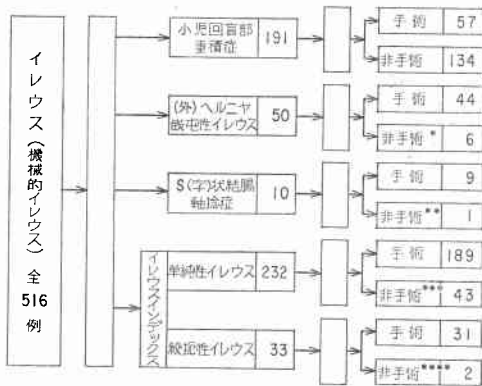 イレウス(機械的イレウス)全516例
小児回盲部
重積症
191
手術
57
非手術
134
(外)ヘルニヤ
嵌屯性イレウス
50
手術
44
非手術*
6
S(字)状結腸
軸捻症
10
手術
9
非手術**
1
イレウスインデックス
単純性イレウス
232
手術
189
非手術***
43
絞扼性イレウス
33
手術
31
非手術****
2